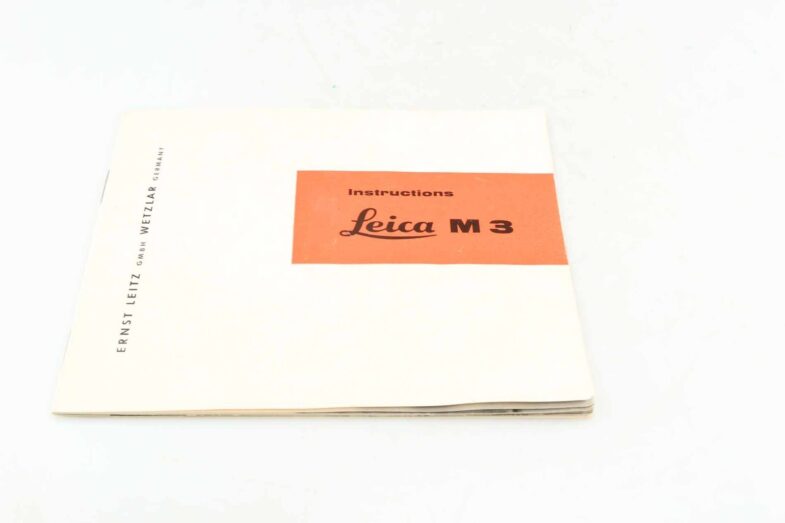 ERNST LEITZ GMBH WETZLAR GERMANY
Instructions
Leica M3